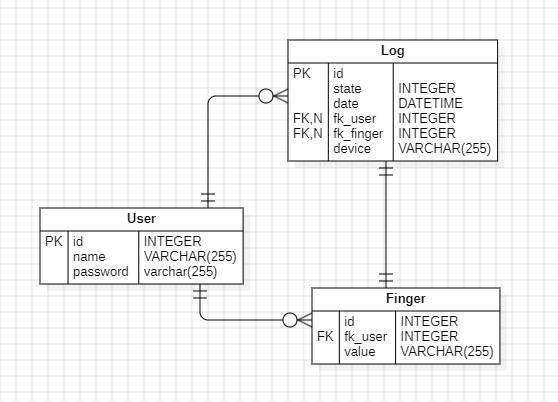 Log
PK id
state INTEGER
date DATETIME
FK,N fk_user INTEGER
FK,N fk_finger INTEGER
device VARCHAR(255)
User
PK id INTEGER
name VARCHAR(255)
password varchar(255)
Finger
id INTEGER
FK fk_user INTEGER
value VARCHAR(255)